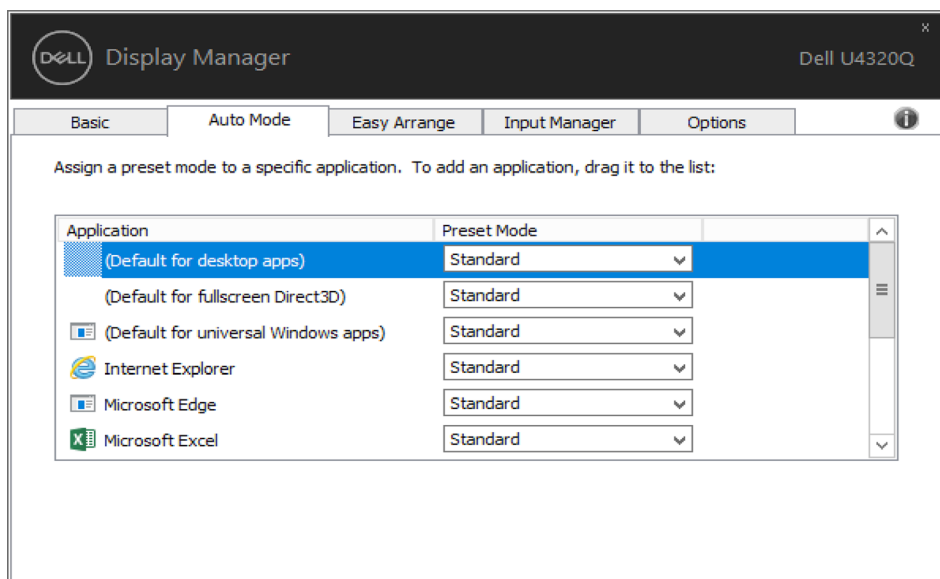 x
DELL Display Manager Dell U4320Q
Basic Auto Mode Easy Arrange Input Manager Options i
Assign a preset mode to a specific application. To add an application, drag it to the list:
Application Preset Mode
(Default for desktop apps) Standard
(Default for fullscreen Direct3D) Standard
(Default for universal Windows apps) Standard
Internet Explorer Standard
Microsoft Edge Standard
Microsoft Excel Standard